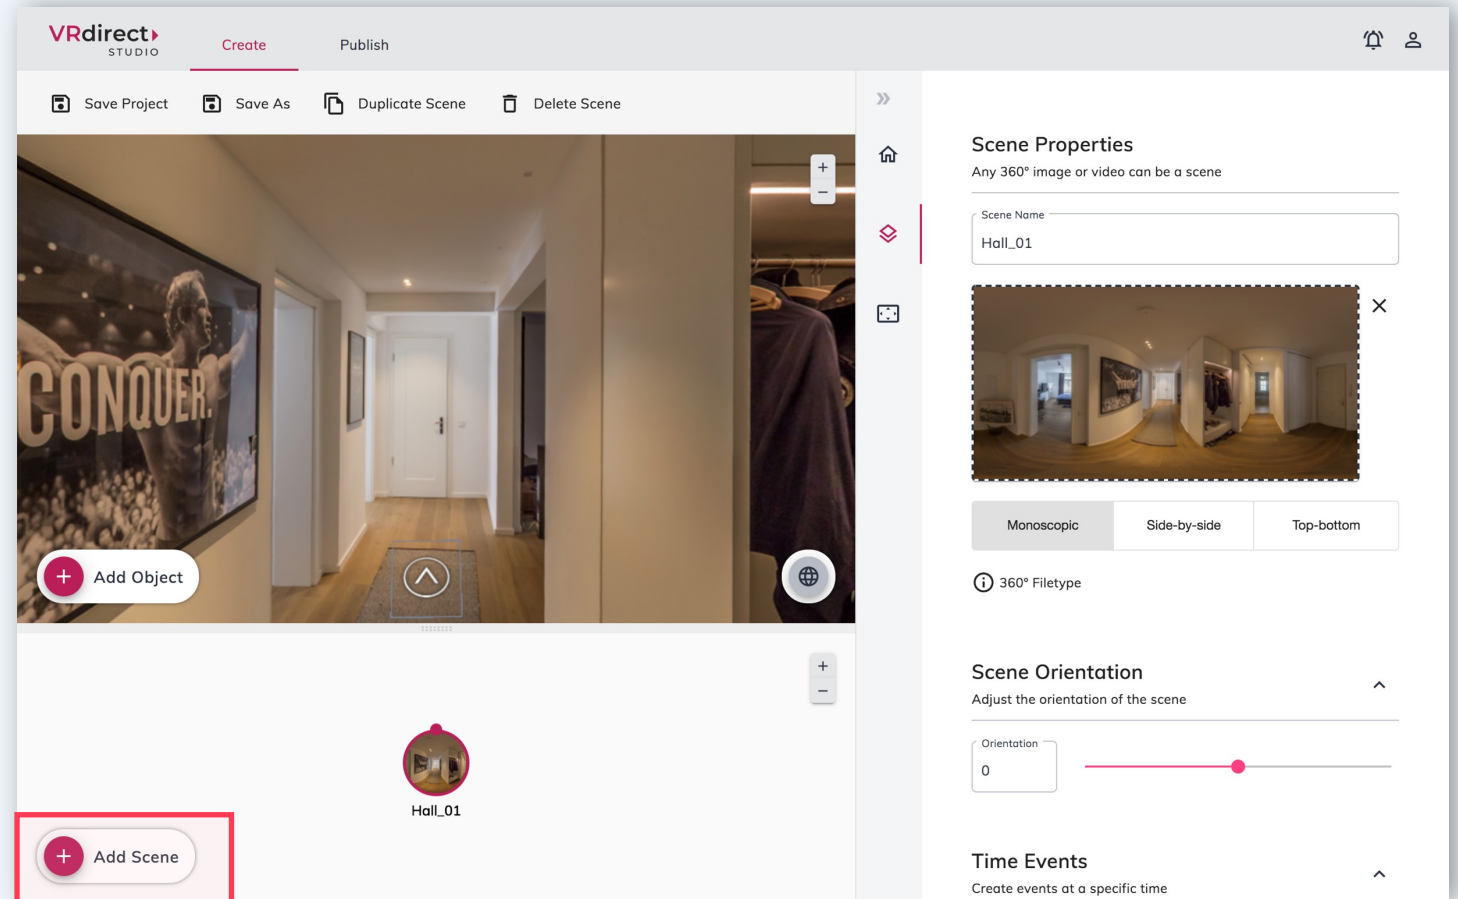 VRdirect
STUDIO
Create
Publish
Save Project
Save As
Duplicate Scene
Delete Scene
CONQUER.
Add Object
Scene Properties
Any 360° image or video can be a scene
Scene Name
Hall_01
Monoscopic
Side-by-side
Top-bottom
360° Filetype
Scene Orientation
Adjust the orientation of the scene
Orientation
0
Hall_01
Add Scene
Time Events
Create events at a specific time